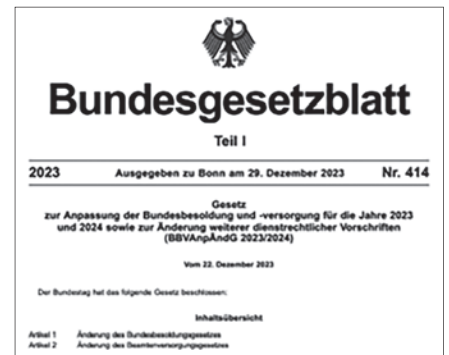 Bundesgesetzblatt
Teil I
2023 Ausgegeben zu Bonn am 29. Dezember 2023 Nr. 414
Gesetz
zur Anpassung der Bundesbesoldung und -versorgung für die Jahre 2023
und 2024 sowie zur Änderung weiterer dienstrechtlicher Vorschriften
(BBVAnpÄndG 2023/2024)
Vom 22. Dezember 2023
Der Bundestag hat das folgende Gesetz beschlossen:
Inhaltsübersicht
Artikel 1 Änderung des Bundesbesoldungsgesetzes
Artikel 2 Änderung des Beamtenversorgungsgesetzes